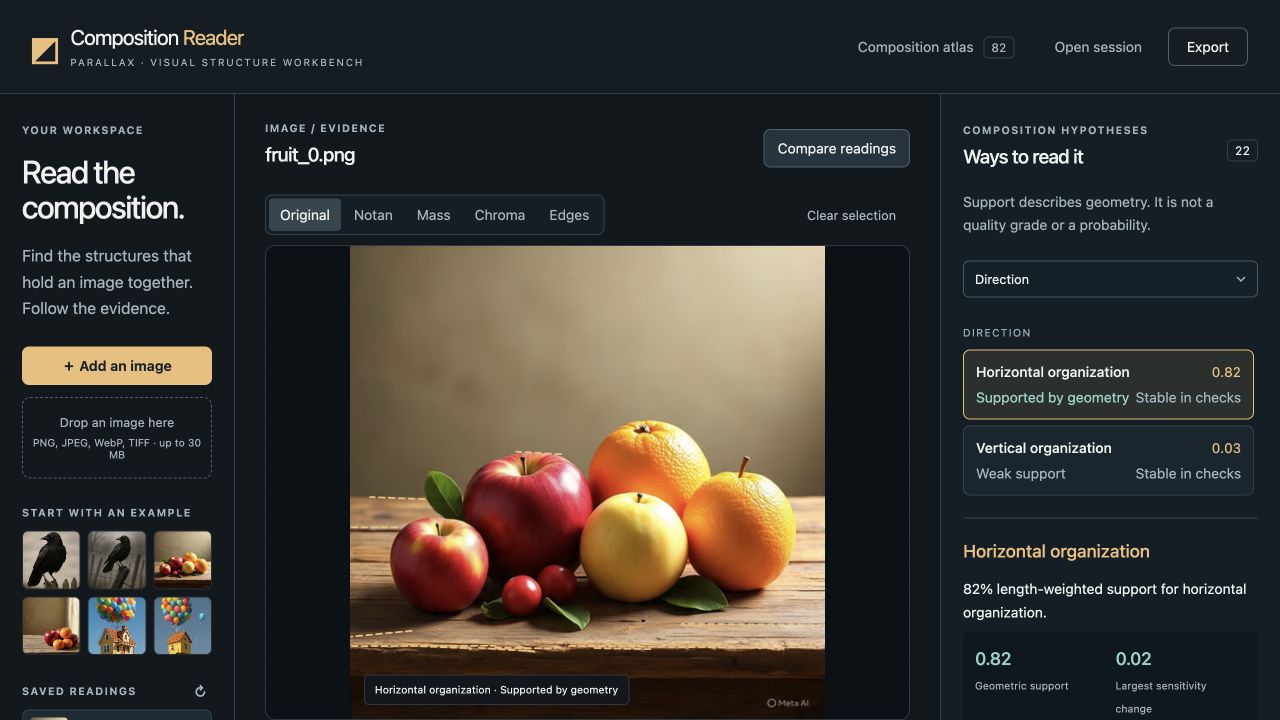 Composition Reader
PARALLAX · VISUAL STRUCTURE WORKBENCH
Composition atlas 82
Open session
Export
YOUR WORKSPACE
Read the
composition.
Find the structures that
hold an image together.
Follow the evidence.
+ Add an image
Drop an image here
PNG, JPEG, WebP, TIFF · up to 30
MB
START WITH AN EXAMPLE
SAVED READINGS
IMAGE / EVIDENCE
fruit_0.png
Compare readings
Original Notan Mass Chroma Edges
Clear selection
Horizontal organization · Supported by geometry
Meta AI
COMPOSITION HYPOTHESES
Ways to read it
22
Support describes geometry. It is not a
quality grade or a probability.
Direction
DIRECTION
Horizontal organization 0.82
Supported by geometry Stable in checks
Vertical organization 0.03
Weak support Stable in checks
Horizontal organization
82% length-weighted support for horizontal
organization.
0.82 0.02
Geometric support Largest sensitivity
change